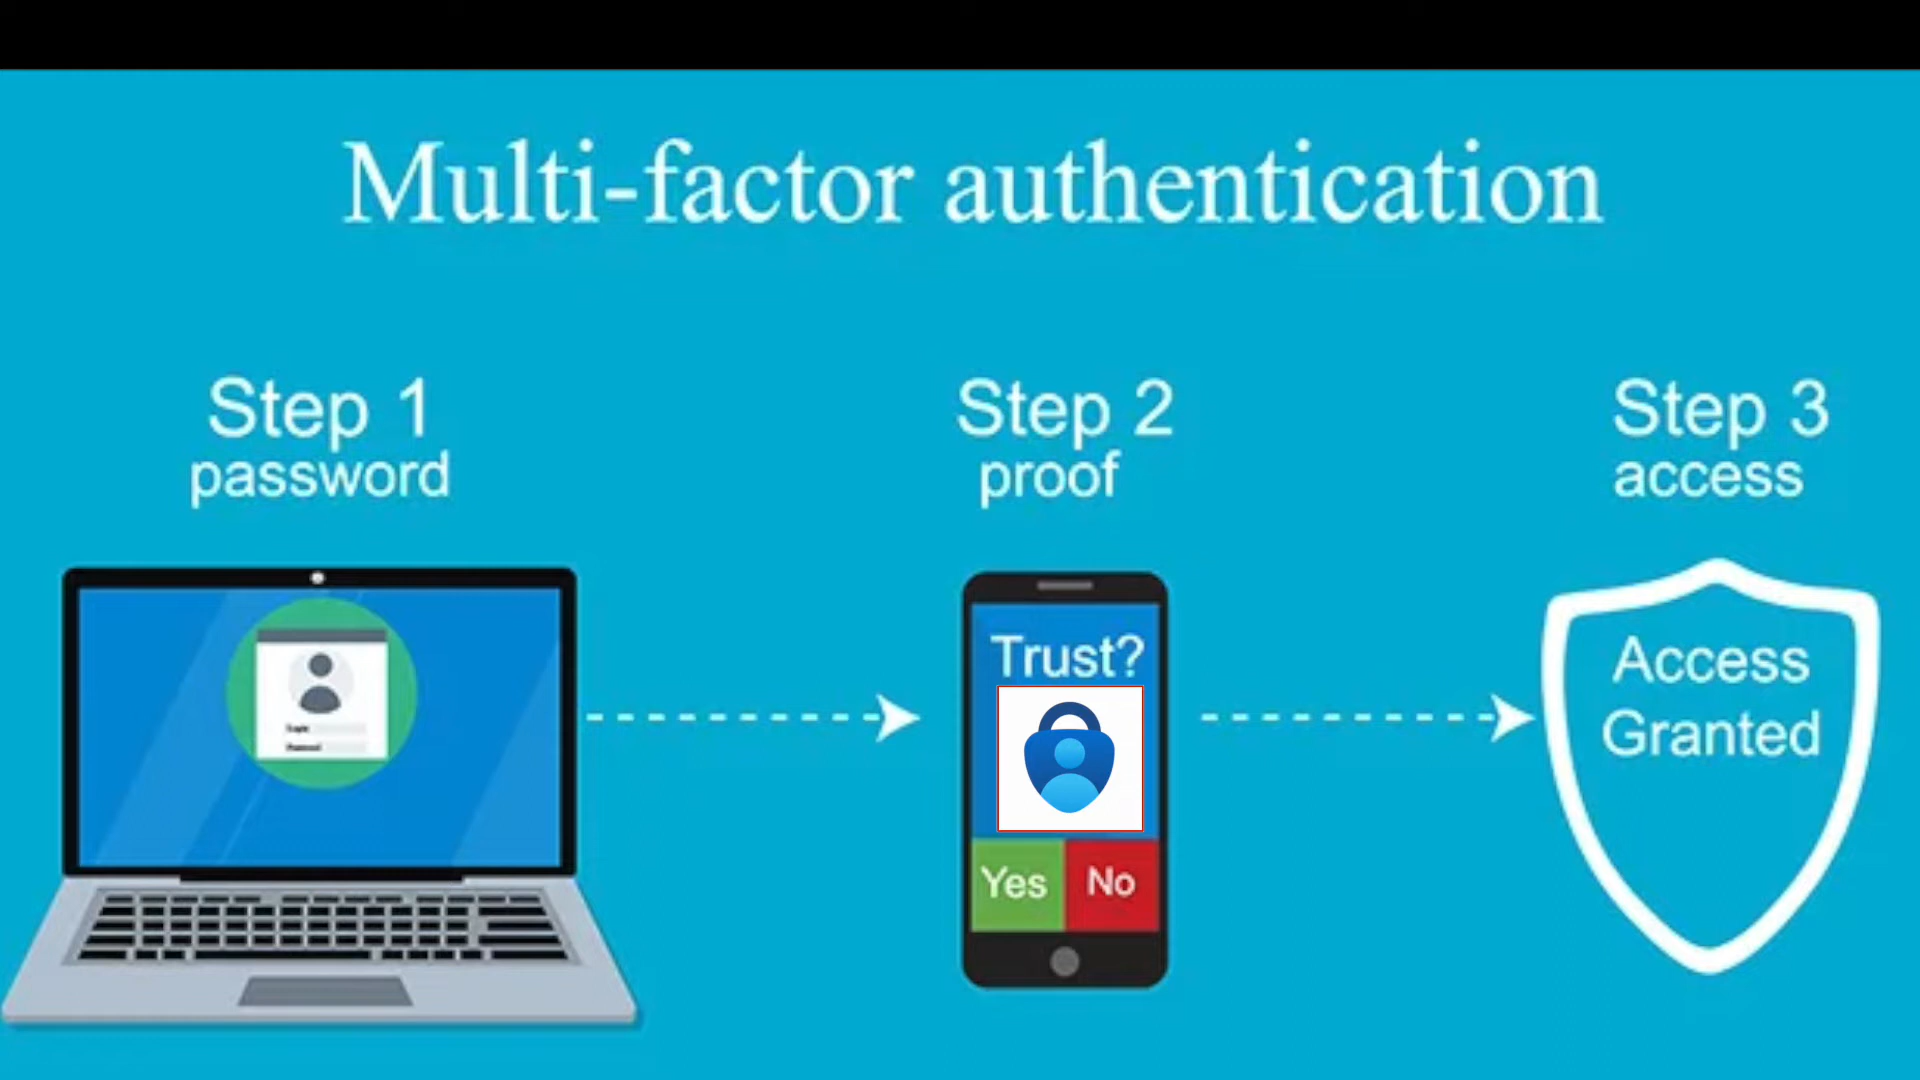 Multi-factor authentication
Step 1
password
Step 2
proof
Step 3
access
Trust?
Yes
No
Access
Granted